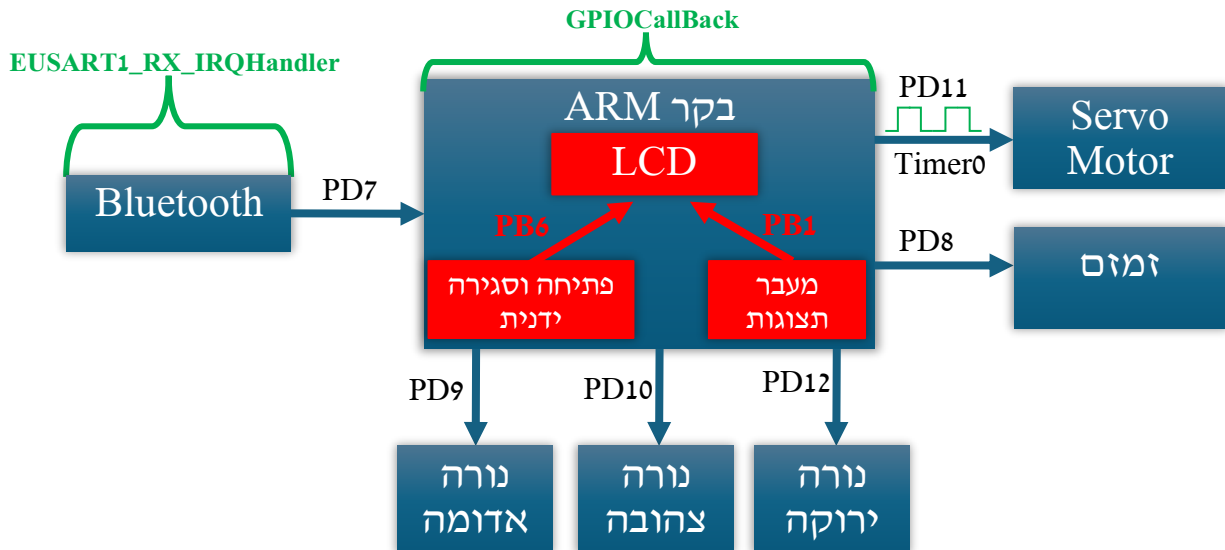 GPIOCallBack
EUSART1_RX_IRQHandler
בקר ARM
LCD
PB6
PB1
פתיחה וסגירה
ידנית
מעבר
תצוגות
Bluetooth
PD7
PD11
Timer0
Servo
Motor
PD8
זמזם
PD9
PD10
PD12
נורה
אדומה
נורה
צהובה
נורה
ירוקה